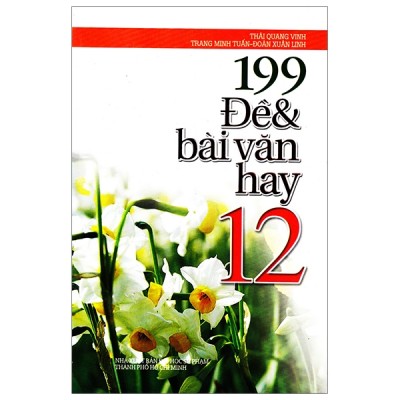 THÁI QUANG VINH
TRANG MINH TUẤN-ĐOÀN XUÂN LINH
199
Đề&
bài văn
hay
12
NHÀ XUẤT BẢN ĐẠI HỌC SƯ PHẠM
THÀNH PHỐ HỒ CHÍ MINH